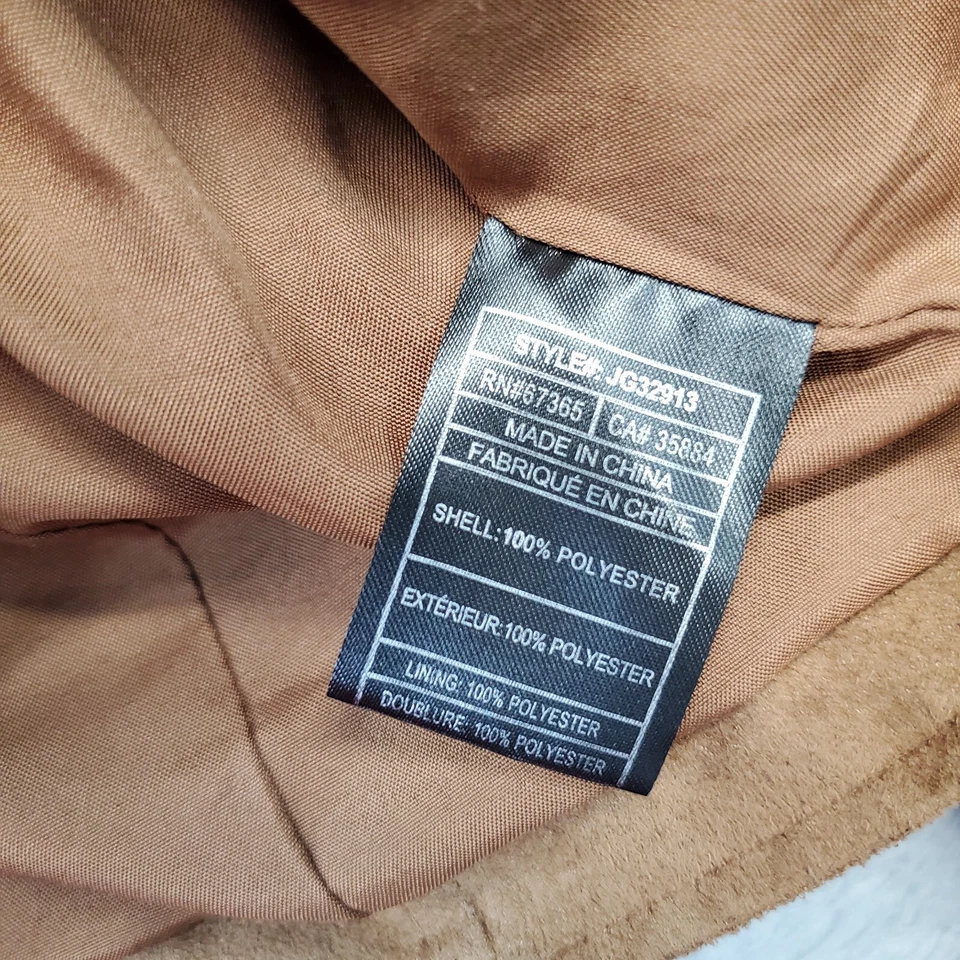 STYLE#: JG32913
RN#67365 CA# 35884
MADE IN CHINA
FABRIQUÉ EN CHINE
SHELL:100% POLYESTER
EXTÉRIEUR:100% POLYESTER
LINING: 100% POLYESTER
DOUBLURE: 100% POLYESTER